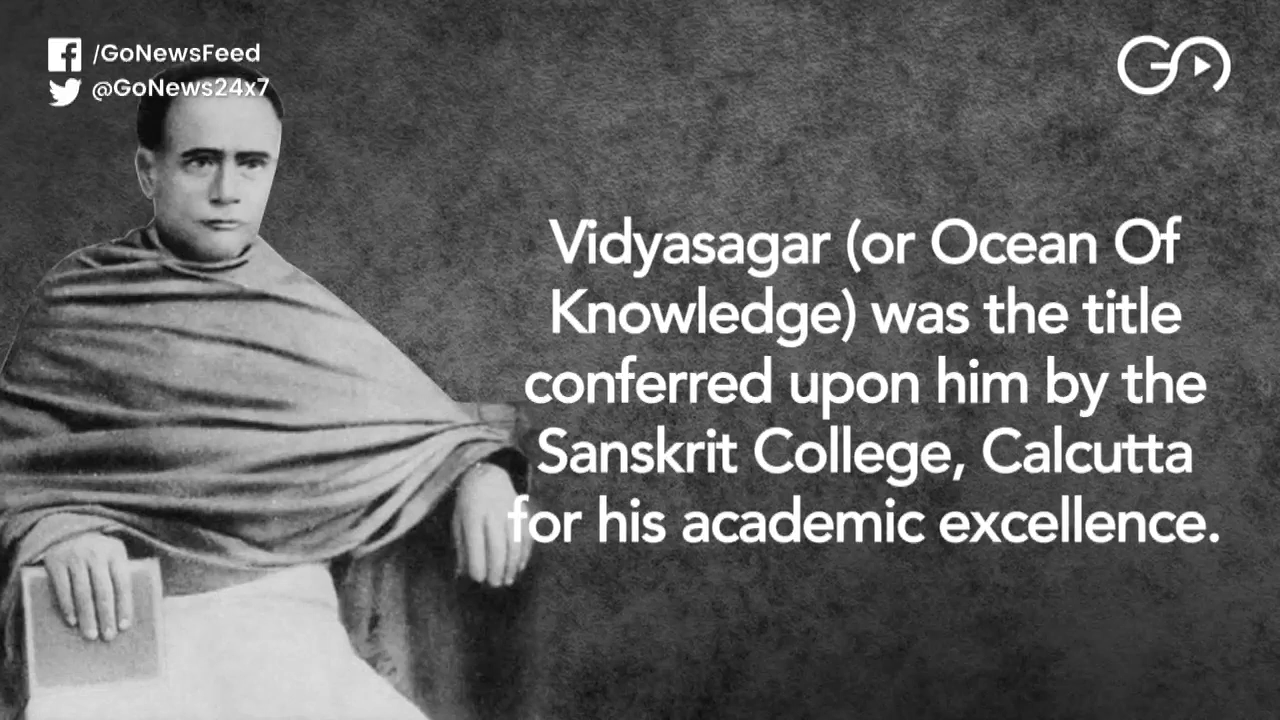 /GoNewsFeed
@GoNews24x7
GO
Vidyasagar (or Ocean Of
Knowledge) was the title
conferred upon him by the
Sanskrit College, Calcutta
for his academic excellence.